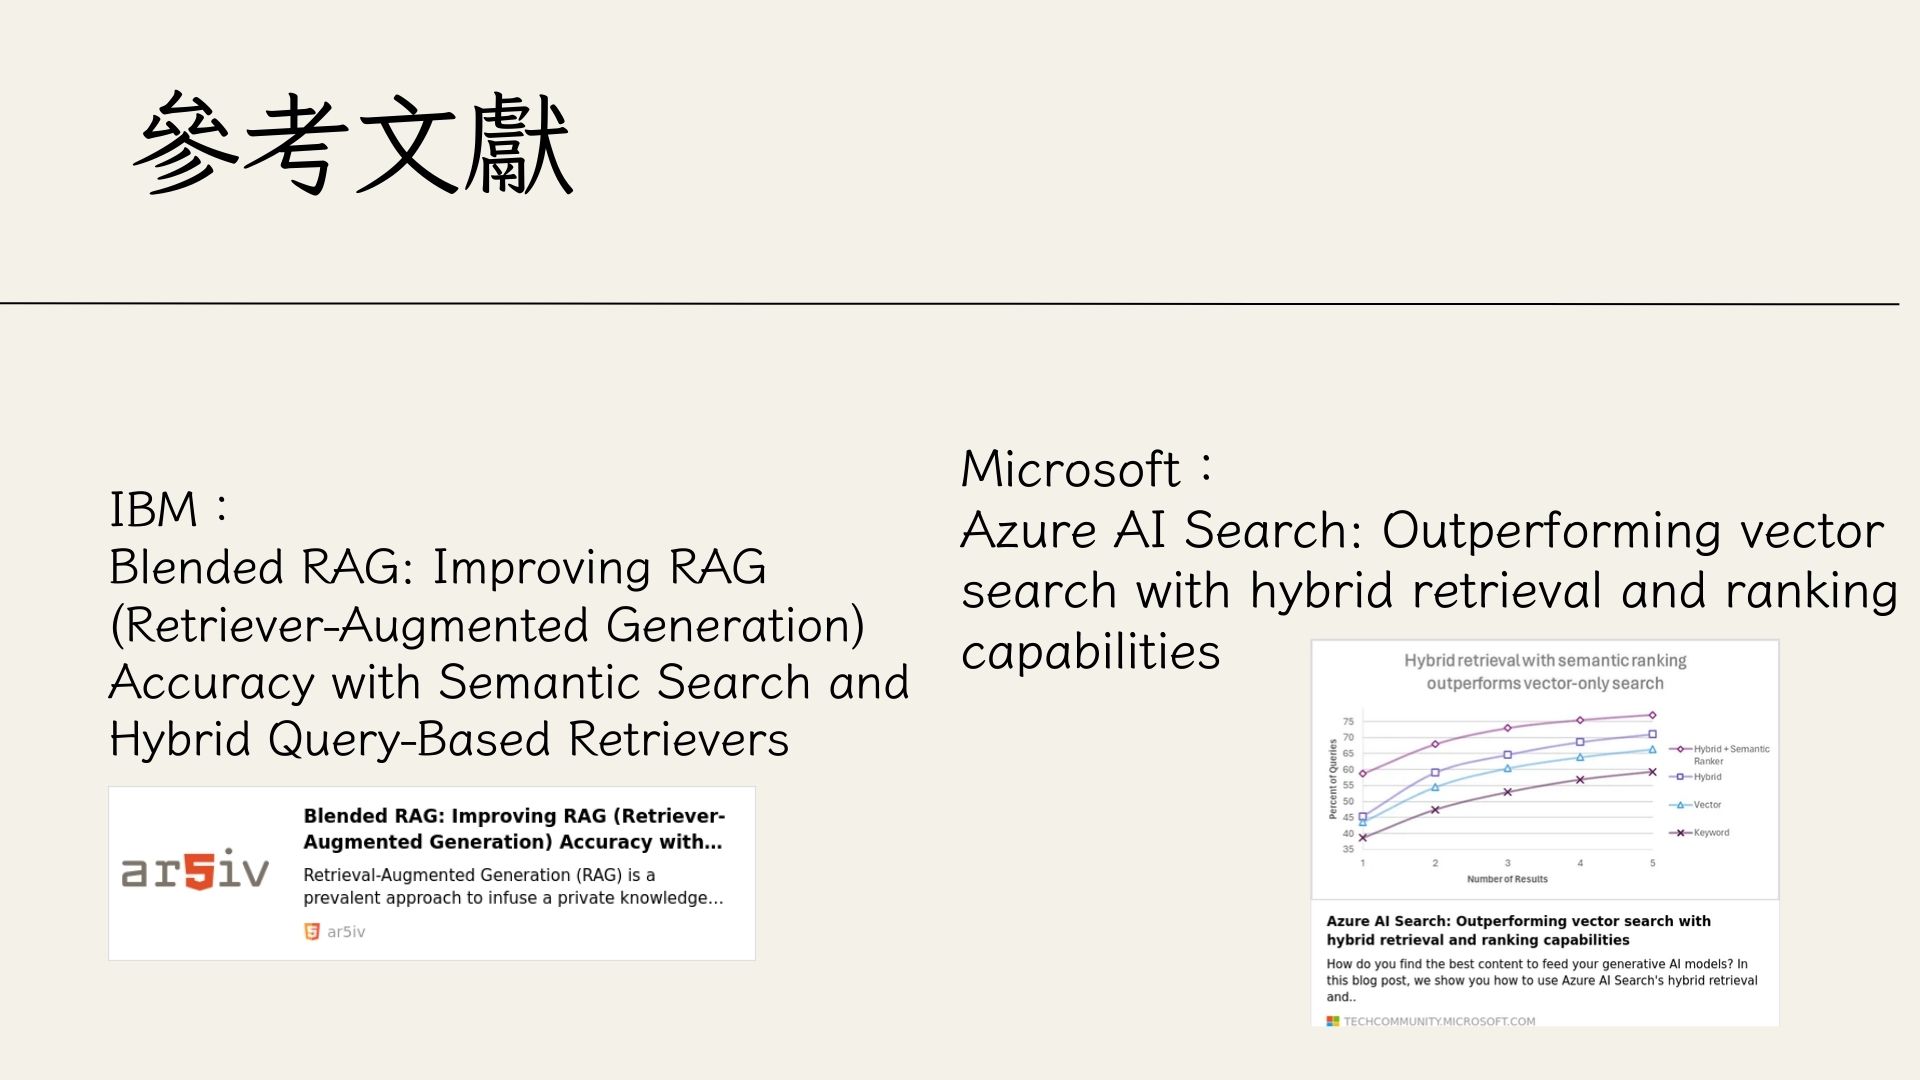 參考文獻
IBM：
Blended RAG: Improving RAG
(Retriever-Augmented Generation)
Accuracy with Semantic Search and
Hybrid Query-Based Retrievers
ar5iv
Blended RAG: Improving RAG (Retriever-
Augmented Generation) Accuracy with...
Retrieval-Augmented Generation (RAG) is a
prevalent approach to infuse a private knowledge...
ar5iv
Microsoft：
Azure AI Search: Outperforming vector
search with hybrid retrieval and ranking
capabilities
Hybrid retrieval with semantic ranking
outperforms vector-only search
Percent of Queries
75
70
65
60
55
50
45
40
35
1 2 3 4 5
Number of Results
Hybrid + Semantic
Ranker
Hybrid
Vector
Keyword
Azure AI Search: Outperforming vector search with
hybrid retrieval and ranking capabilities
How do you find the best content to feed your generative AI models? In
this blog post, we show you how to use Azure AI Search's hybrid retrieval
and..
TECHCOMMUNITY.MICROSOFT.COM